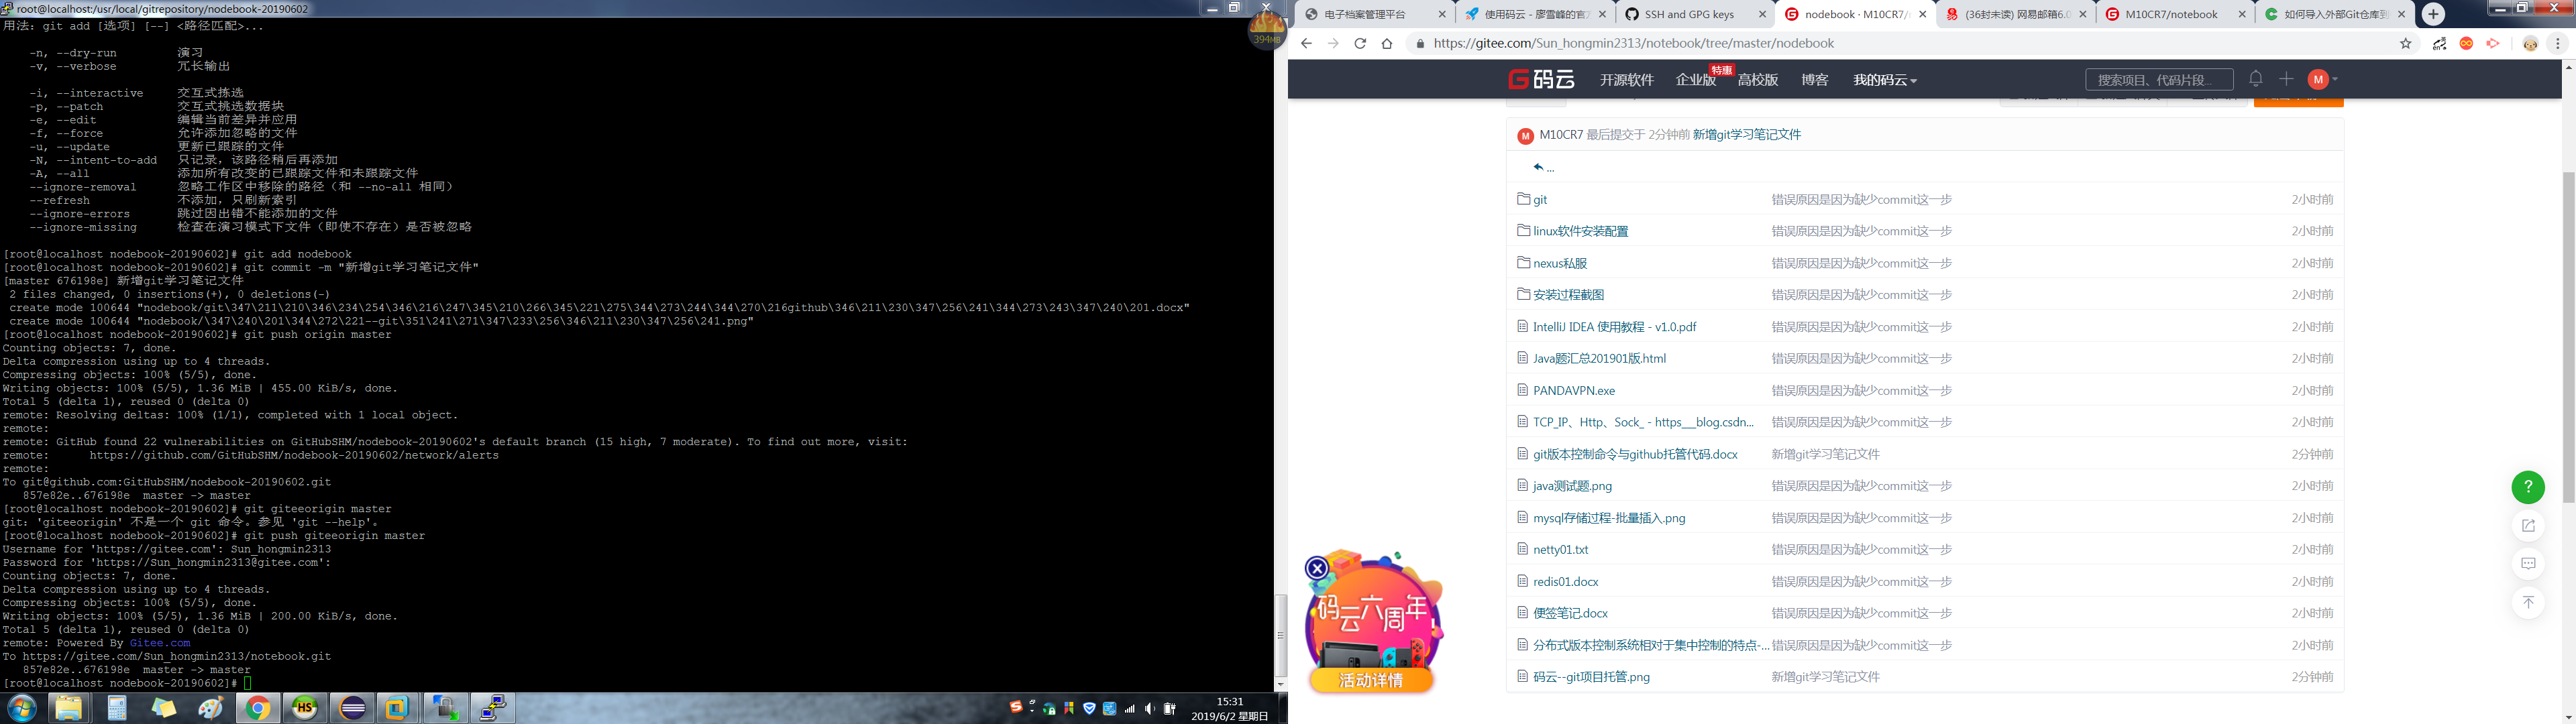 root@localhost:/usr/local/gitrepository/nodebook-20190602
用法：git add [选项] [--] <路径匹配>...
-n, --dry-run 演习
-v, --verbose 冗长输出
-i, --interactive 交互式拣选
-p, --patch 交互式挑选数据块
-e, --edit 编辑当前差异并应用
-f, --force 允许添加忽略的文件
-u, --update 更新已跟踪的文件
-N, --intent-to-add 只记录，该路径稍后再添加
-A, --all 添加所有改变的已跟踪文件和未跟踪文件
--ignore-removal 忽略工作区中移除的路径（和 --no-all 相同）
--refresh 不添加，只刷新索引
--ignore-errors 跳过因出错不能添加的文件
--ignore-missing 检查在演习模式下文件（即使不存在）是否被忽略
[root@localhost nodebook-20190602]# git add nodebook
[root@localhost nodebook-20190602]# git commit -m "新增git学习笔记文件"
[master 676198e] 新增git学习笔记文件
2 files changed, 0 insertions(+), 0 deletions(-)
create mode 100644 "nodebook/git\347\211\210\346\234\254\346\216\247\345\210\266\345\221\275\344\273\244\344\270\216github\346\211\230\347\256\241\344\273\243\347\240\201.docx"
create mode 100644 "nodebook/\347\240\201\344\272\221--git\351\241\271\347\233\256\346\211\230\347\256\241.png"
[root@localhost nodebook-20190602]# git push origin master
Counting objects: 7, done.
Delta compression using up to 4 threads.
Compressing objects: 100% (5/5), done.
Writing objects: 100% (5/5), 1.36 MiB | 455.00 KiB/s, done.
Total 5 (delta 1), reused 0 (delta 0)
remote: Resolving deltas: 100% (1/1), completed with 1 local object.
remote:
remote: GitHub found 22 vulnerabilities on GitHubSHM/nodebook-20190602's default branch (15 high, 7 moderate). To find out more, visit:
remote: https://github.com/GitHubSHM/nodebook-20190602/network/alerts
remote:
To git@github.com:GitHubSHM/nodebook-20190602.git
857e82e..676198e master -> master
[root@localhost nodebook-20190602]# git giteeorigin master
git：'giteeorigin' 不是一个 git 命令。参见 'git --help'。
[root@localhost nodebook-20190602]# git push giteeorigin master
Username for 'https://gitee.com': Sun_hongmin2313
Password for 'https://Sun_hongmin2313@gitee.com':
Counting objects: 7, done.
Delta compression using up to 4 threads.
Compressing objects: 100% (5/5), done.
Writing objects: 100% (5/5), 1.36 MiB | 200.00 KiB/s, done.
Total 5 (delta 1), reused 0 (delta 0)
remote: Powered By Gitee.com
To https://gitee.com/Sun_hongmin2313/notebook.git
857e82e..676198e master -> master
[root@localhost nodebook-20190602]#
394MB
15:31
2019/6/2 星期日
电子档案管理平台
使用码云 - 廖雪峰的官
SSH and GPG keys
nodebook · M10CR7/n
(36封未读) 网易邮箱6.0
M10CR7/notebook
如何导入外部Git仓库到
https://gitee.com/Sun_hongmin2313/notebook/tree/master/nodebook
G 码云 开源软件 企业版 特惠 高校版 博客 我的码云
搜索项目、代码片段...
M
M M10CR7 最后提交于 2分钟前 新增git学习笔记文件
...
git 错误原因是因为缺少commit这一步 2小时前
linux软件安装配置 错误原因是因为缺少commit这一步 2小时前
nexus私服 错误原因是因为缺少commit这一步 2小时前
安装过程截图 错误原因是因为缺少commit这一步 2小时前
IntelliJ IDEA 使用教程 - v1.0.pdf 错误原因是因为缺少commit这一步 2小时前
Java题汇总201901版.html 错误原因是因为缺少commit这一步 2小时前
PANDAVPN.exe 错误原因是因为缺少commit这一步 2小时前
TCP_IP、Http、Sock_ - https___blog.csdn... 错误原因是因为缺少commit这一步 2小时前
git版本控制命令与github托管代码.docx 新增git学习笔记文件 2分钟前
java测试题.png 错误原因是因为缺少commit这一步 2小时前
mysql存储过程-批量插入.png 错误原因是因为缺少commit这一步 2小时前
netty01.txt 错误原因是因为缺少commit这一步 2小时前
redis01.docx 错误原因是因为缺少commit这一步 2小时前
便签笔记.docx 错误原因是因为缺少commit这一步 2小时前
分布式版本控制系统相对于集中控制的特点-... 错误原因是因为缺少commit这一步 2小时前
码云--git项目托管.png 新增git学习笔记文件 2分钟前
码云六周年
活动详情
?